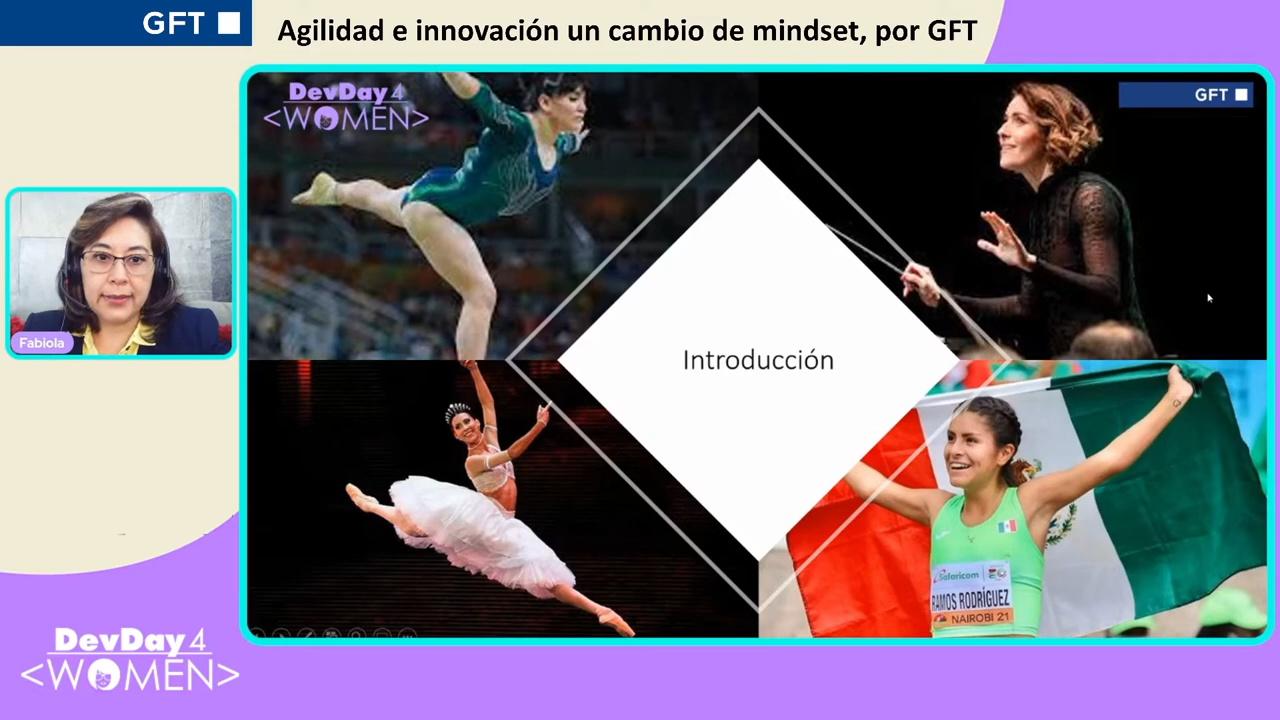 GFT
Agilidad e innovación un cambio de mindset, por GFT
DevDay4
<WOMEN>
GFT
Fabiola
Introducción
Safaricom
RAMOS RODRÍGUEZ
NAIROBI 21
DevDay4
<WOMEN>